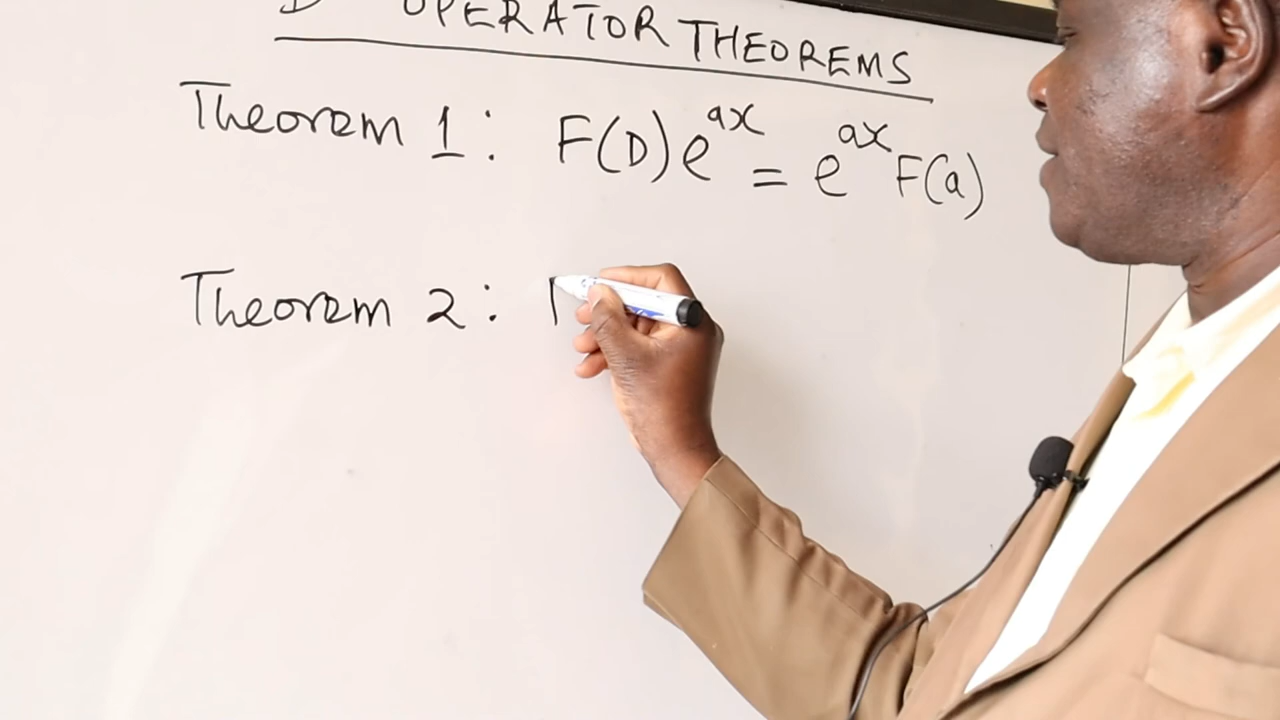 D OPERATOR THEOREMS
Theorem 1: F(D)e^{ax} = e^{ax}F(a)
Theorem 2: